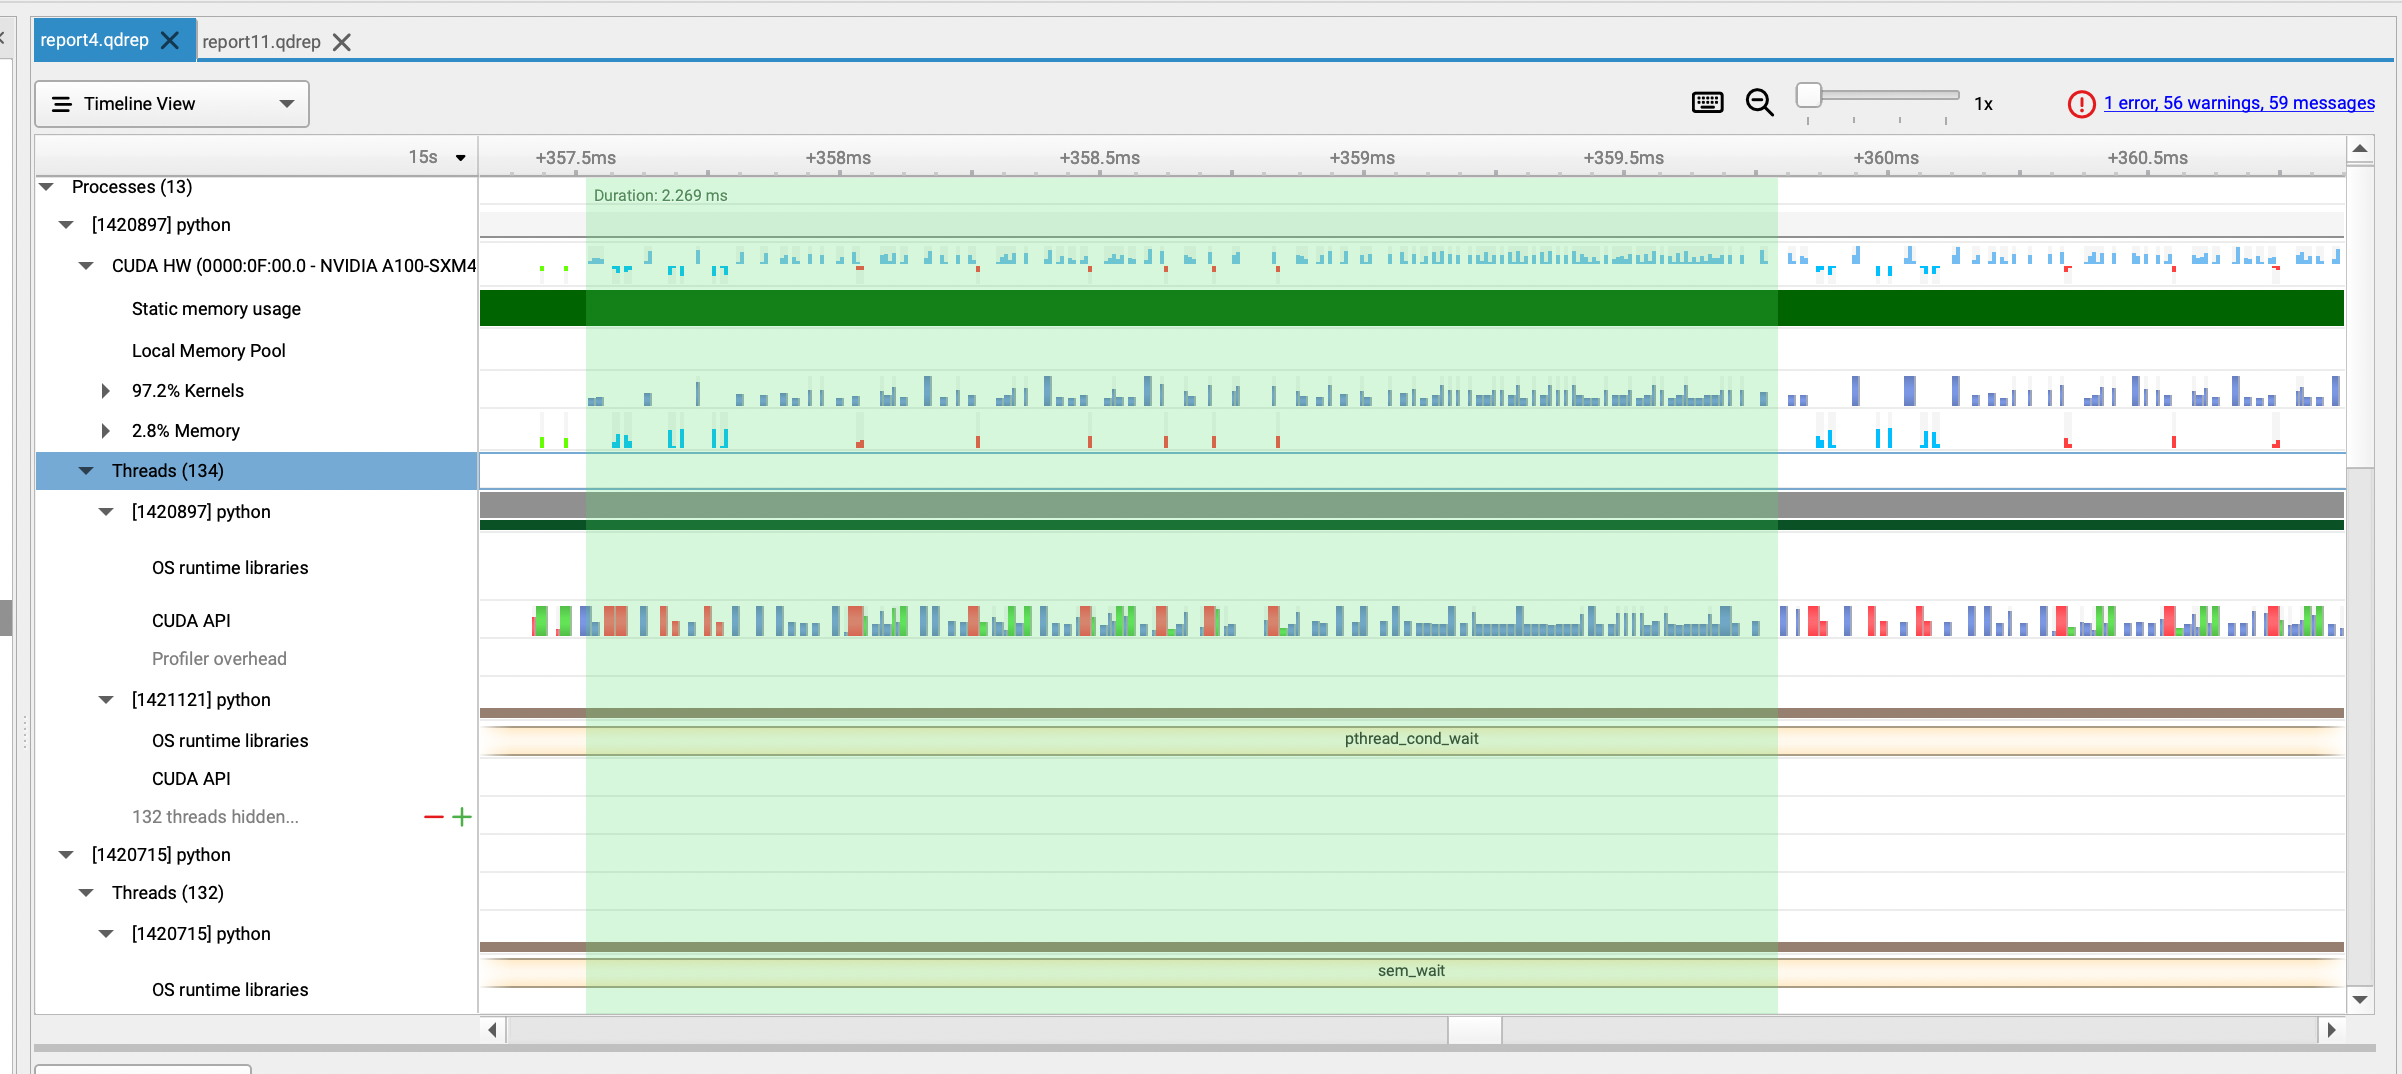 report4.qdrep report11.qdrep
Timeline View 1x 1 error, 56 warnings, 59 messages
15s +357.5ms +358ms +358.5ms +359ms +359.5ms +360ms +360.5ms
Processes (13)
Duration: 2.269 ms
[1420897] python
CUDA HW (0000:0F:00.0 - NVIDIA A100-SXM4
Static memory usage
Local Memory Pool
97.2% Kernels
2.8% Memory
Threads (134)
[1420897] python
OS runtime libraries
CUDA API
Profiler overhead
[1421121] python
OS runtime libraries pthread_cond_wait
CUDA API
132 threads hidden...
[1420715] python
Threads (132)
[1420715] python
OS runtime libraries sem_wait